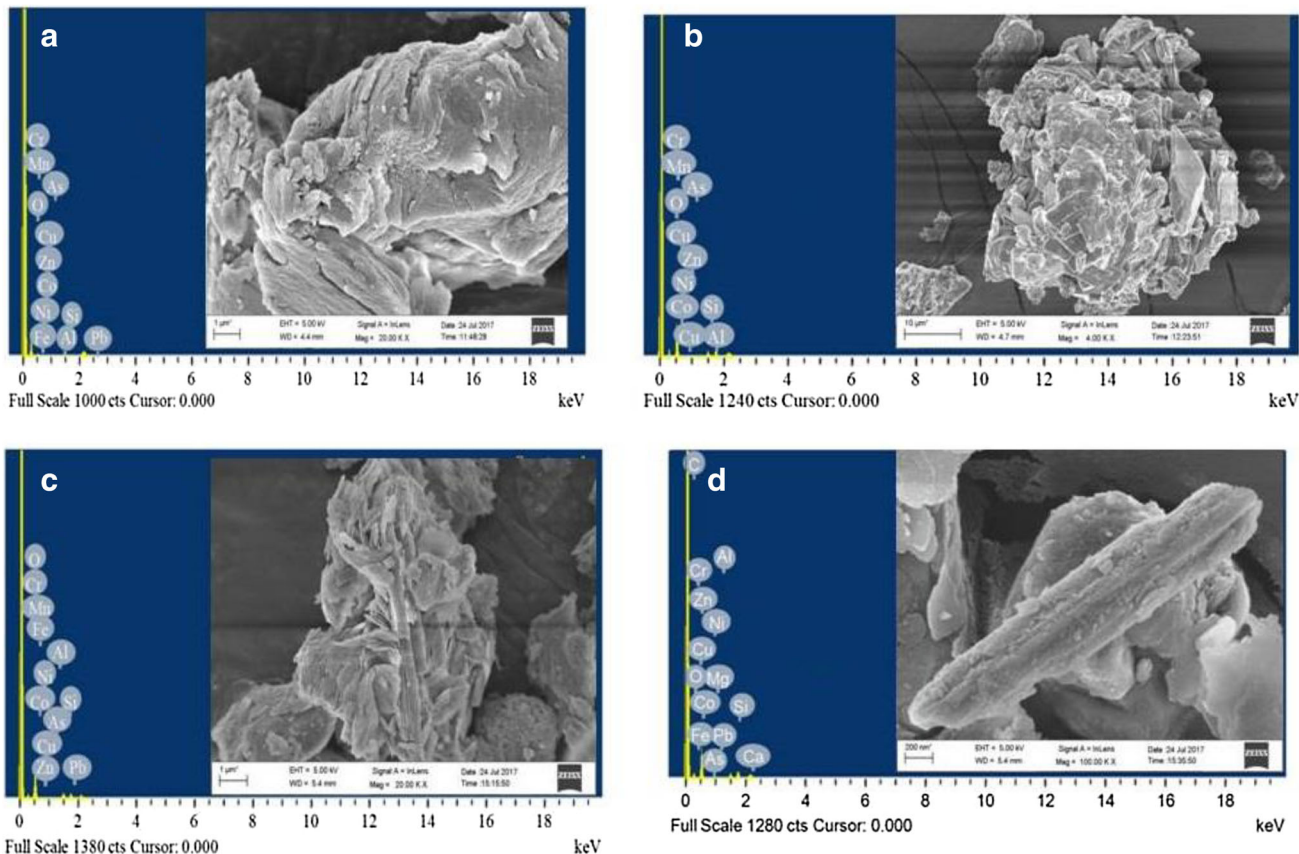 a
Cr
Mn
As
O
Cu
Zn
Co
Ni Si
Fe Al Pb
1 µm* EHT = 5.00 kV Signal A = InLens Date :24 Jul 2017
WD = 4.4 mm Mag = 20.00 K X Time :11:48:28
ZEISS
0 2 4 6 8 10 12 14 16 18
Full Scale 1000 cts Cursor: 0.000 keV
b
Cr
Mn
As
O
Cu
Zn
Ni
Co Si
Cu Al
10 µm* EHT = 5.00 kV Signal A = InLens Date :24 Jul 2017
WD = 4.7 mm Mag = 4.00 K X Time :12:23:51
ZEISS
0 2 4 6 8 10 12 14 16 18
Full Scale 1240 cts Cursor: 0.000 keV
c
O
Cr
Mn
Fe
Al
Ni
Co Si
As
Cu
Zn Pb
1 µm* EHT = 5.00 kV Signal A = InLens Date :24 Jul 2017
WD = 5.4 mm Mag = 20.00 K X Time :15:15:50
ZEISS
0 2 4 6 8 10 12 14 16 18
Full Scale 1380 cts Cursor: 0.000 keV
d
C
Al
Cr
Zn
Ni
Cu
O Mg
Co Si
Fe Pb
As Ca
200 nm* EHT = 5.00 kV Signal A = InLens Date :24 Jul 2017
WD = 5.4 mm Mag = 100.00 K X Time :15:35:50
ZEISS
0 2 4 6 8 10 12 14 16 18
Full Scale 1280 cts Cursor: 0.000 keV